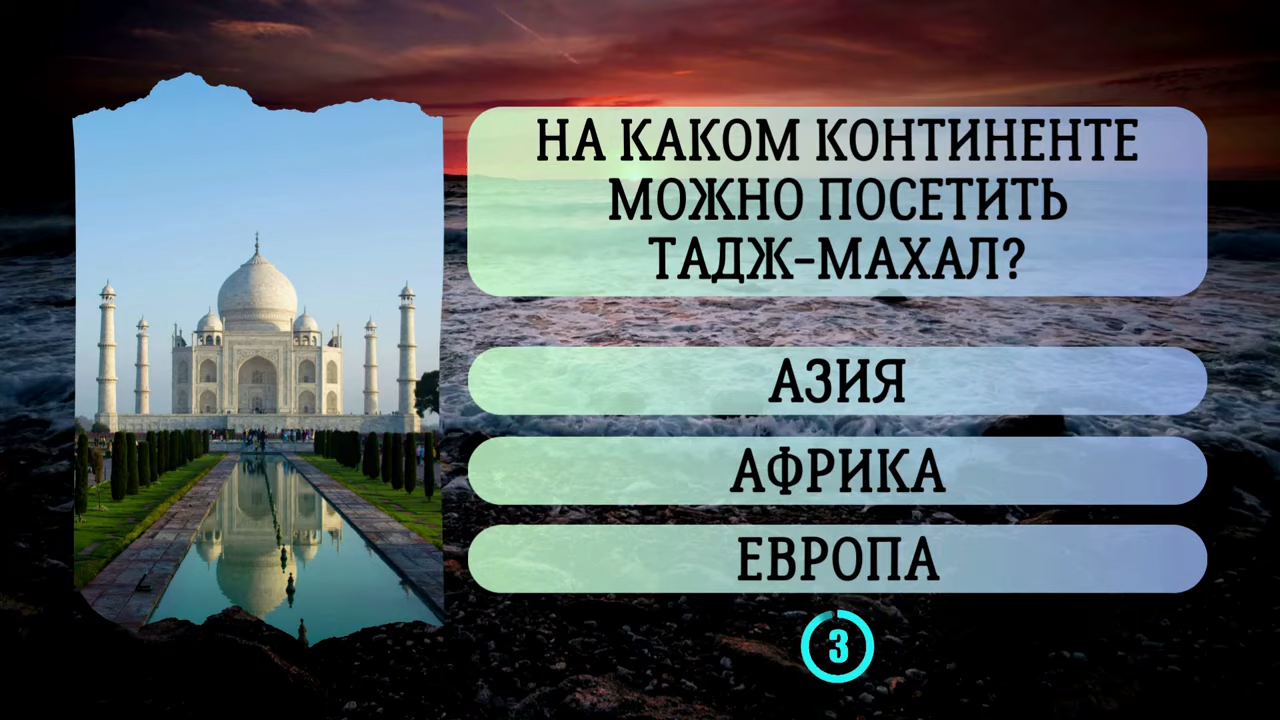 НА КАКОМ КОНТИНЕНТЕ
МОЖНО ПОСЕТИТЬ
ТАДЖ-МАХАЛ?
АЗИЯ
АФРИКА
ЕВРОПА
3